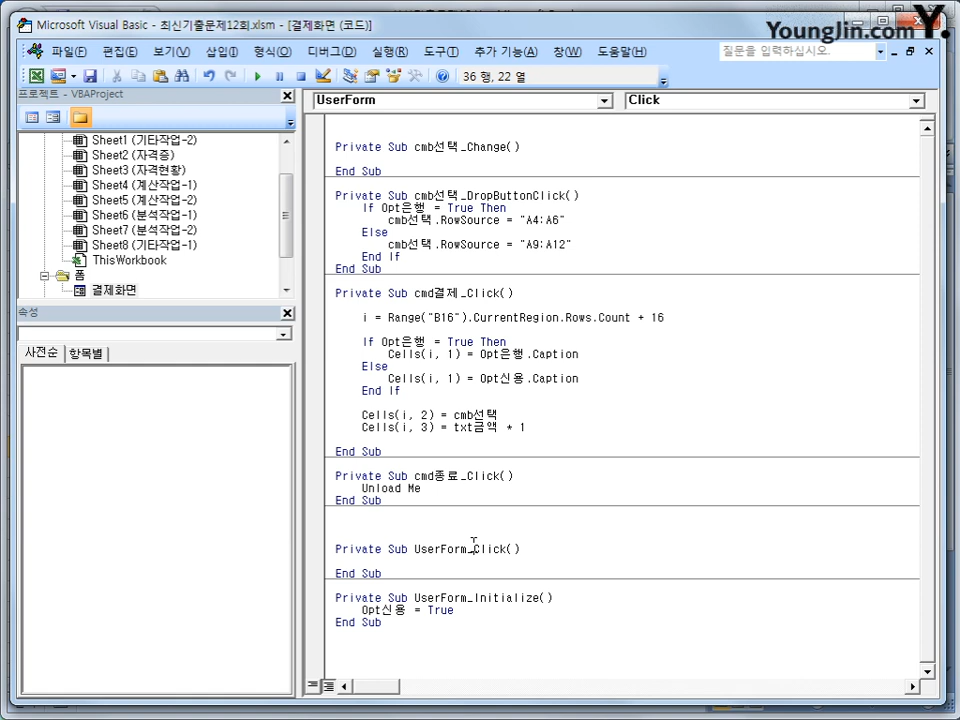 Microsoft Visual Basic - 최신기출문제12회.xlsm - [결제화면 (코드)]
Younglin.com
Y.
파일(F) 편집(E) 보기(V) 삽입(I) 형식(O) 디버그(D) 실행(R) 도구(T) 추가 기능(A) 창(W) 도움말(H) 질문을 입력하십시오.
36 행, 22 열
프로젝트 - VBAProject
UserForm
Click
Sheet1 (기타작업-2)
Sheet2 (자격증)
Sheet3 (자격현황)
Sheet4 (계산작업-1)
Sheet5 (계산작업-2)
Sheet6 (분석작업-1)
Sheet7 (분석작업-2)
Sheet8 (기타작업-1)
ThisWorkbook
폼
결제화면
속성
사전순 항목별
Private Sub cmb선택_Change()
End Sub
Private Sub cmb선택_DropButtonClick()
If Opt은행 = True Then
cmb선택.RowSource = "A4:A6"
Else
cmb선택.RowSource = "A9:A12"
End If
End Sub
Private Sub cmd결제_Click()
i = Range("B16").CurrentRegion.Rows.Count + 16
If Opt은행 = True Then
Cells(i, 1) = Opt은행.Caption
Else
Cells(i, 1) = Opt신용.Caption
End If
Cells(i, 2) = cmb선택
Cells(i, 3) = txt금액 * 1
End Sub
Private Sub cmd종료_Click()
Unload Me
End Sub
Private Sub UserForm_Click()
End Sub
Private Sub UserForm_Initialize()
Opt신용 = True
End Sub